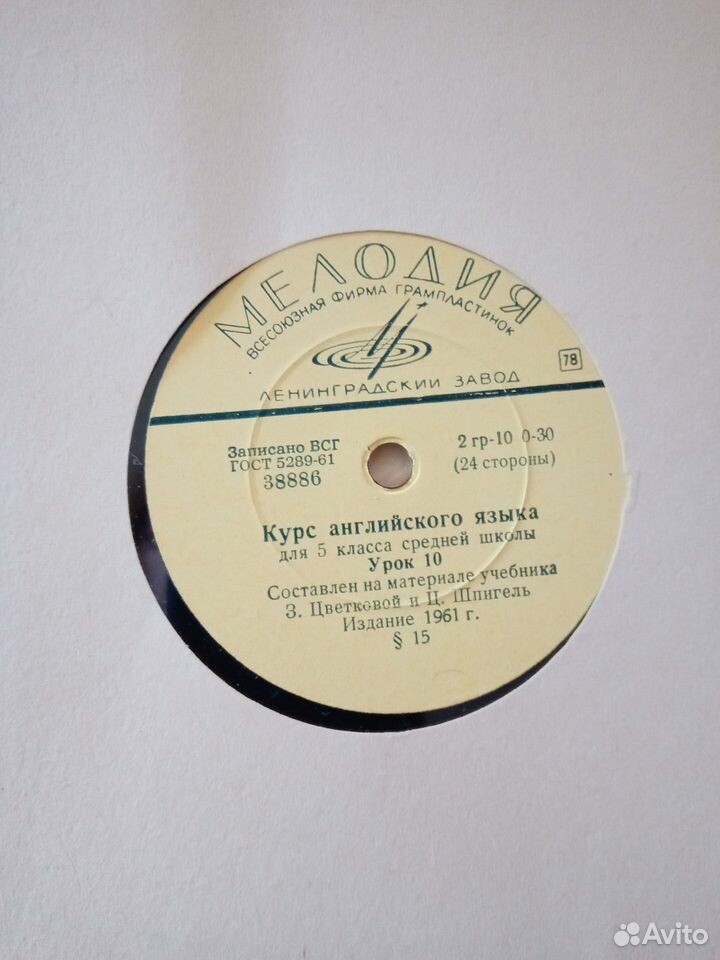 МЕЛОДИЯ
ВСЕСОЮЗНАЯ ФИРМА ГРАМПЛАСТИНОК
ЛЕНИНГРАДСКИЙ ЗАВОД
78
Записано ВСГ
ГОСТ 5289-61
38886
2 гр-10 0-30
(24 стороны)
Курс английского языка
для 5 класса средней школы
Урок 10
Составлен на материале учебника
З. Цветковой и Ц. Шпигель
Издание 1961 г.
§ 15
Avito